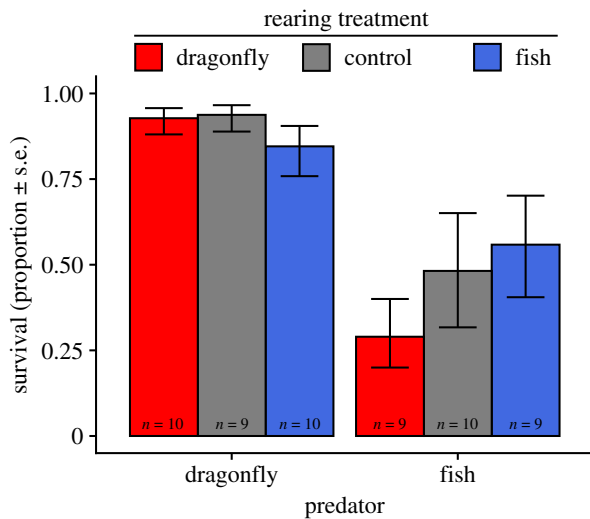 rearing treatment
dragonfly control fish
1.00
0.75
0.50
0.25
0
survival (proportion ± s.e.)
n = 10 n = 9 n = 10 n = 9 n = 10 n = 9
dragonfly fish
predator